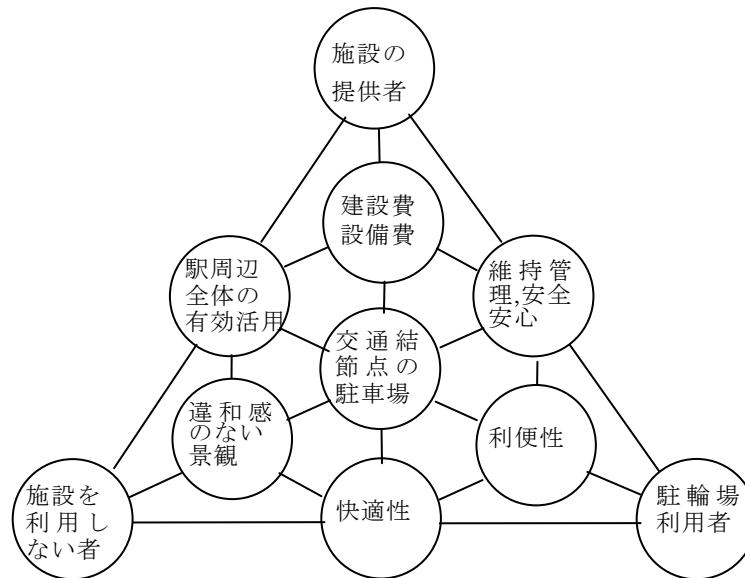 施設の
提供者
建設費
設備費
駅周辺
全体の
有効活用
維持管
理,安全
安心
交通結
節点の
駐車場
違和感
のない
景観
利便性
施設を
利用し
ない者
快適性
駐輪場
利用者